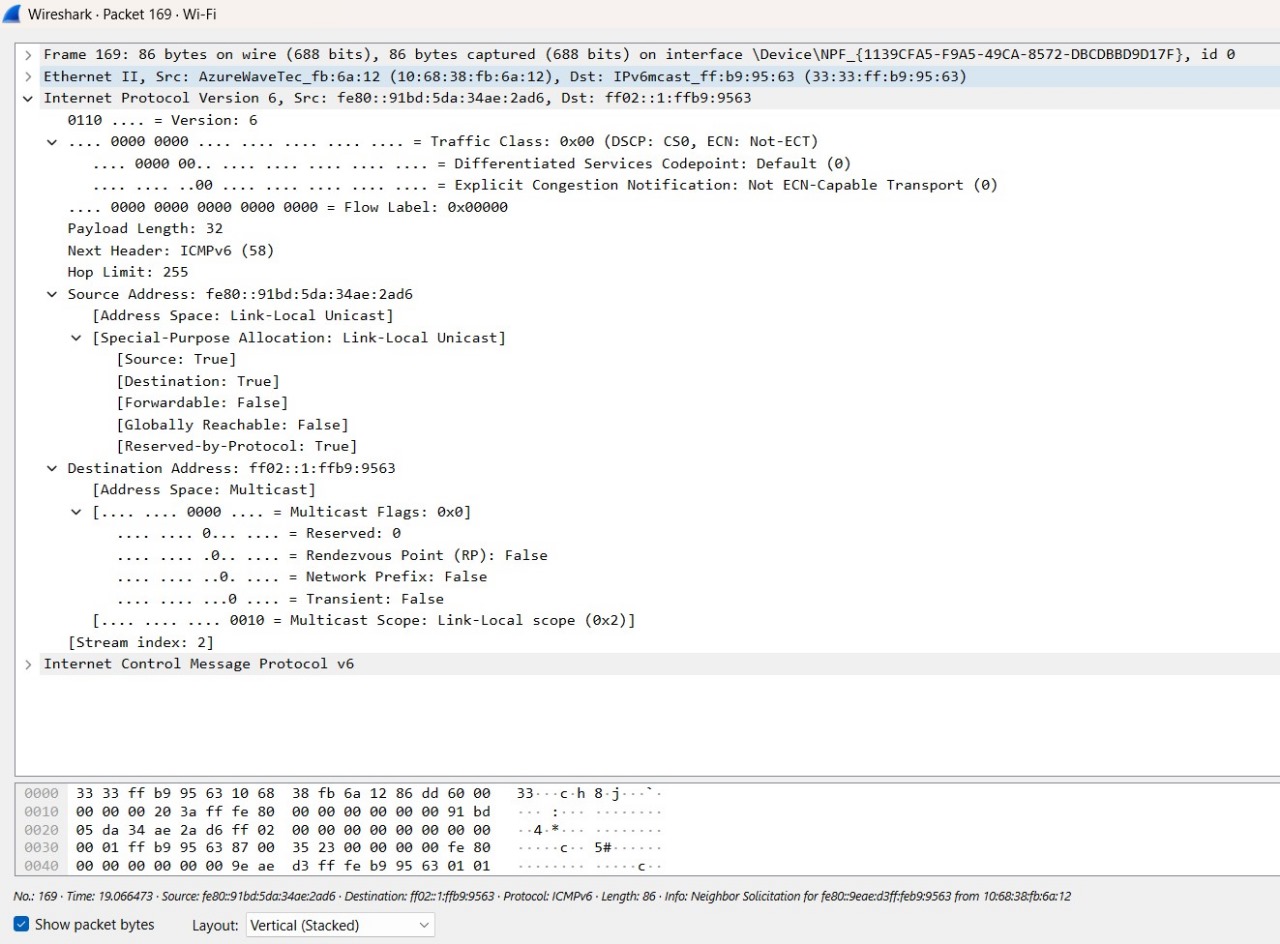 Wireshark · Packet 169 · Wi-Fi
Frame 169: 86 bytes on wire (688 bits), 86 bytes captured (688 bits) on interface \Device\NPF_{1139CFA5-F9A5-49CA-8572-DBCDBBD9D17F}, id 0
Ethernet II, Src: AzureWaveTec_fb:6a:12 (10:68:38:fb:6a:12), Dst: IPv6mcast_ff:b9:95:63 (33:33:ff:b9:95:63)
Internet Protocol Version 6, Src: fe80::91bd:5da:34ae:2ad6, Dst: ff02::1:ffb9:9563
0110 .... = Version: 6
.... 0000 0000 .... .... .... .... .... = Traffic Class: 0x00 (DSCP: CS0, ECN: Not-ECT)
.... 0000 00.. .... .... .... .... .... = Differentiated Services Codepoint: Default (0)
.... .... ..00 .... .... .... .... .... = Explicit Congestion Notification: Not ECN-Capable Transport (0)
.... 0000 0000 0000 0000 0000 = Flow Label: 0x00000
Payload Length: 32
Next Header: ICMPv6 (58)
Hop Limit: 255
Source Address: fe80::91bd:5da:34ae:2ad6
[Address Space: Link-Local Unicast]
[Special-Purpose Allocation: Link-Local Unicast]
[Source: True]
[Destination: True]
[Forwardable: False]
[Globally Reachable: False]
[Reserved-by-Protocol: True]
Destination Address: ff02::1:ffb9:9563
[Address Space: Multicast]
[.... .... 0000 .... = Multicast Flags: 0x0]
.... .... 0... .... = Reserved: 0
.... .... .0.. .... = Rendezvous Point (RP): False
.... .... ..0. .... = Network Prefix: False
.... .... ...0 .... = Transient: False
[.... .... .... 0010 = Multicast Scope: Link-Local scope (0x2)]
[Stream index: 2]
Internet Control Message Protocol v6
0000 33 33 ff b9 95 63 10 68 38 fb 6a 12 86 dd 60 00 33···c·h 8·j···`·
0010 00 00 00 20 3a ff fe 80 00 00 00 00 00 00 91 bd ··· :··· ········
0020 05 da 34 ae 2a d6 ff 02 00 00 00 00 00 00 00 00 ··4·*··· ········
0030 00 01 ff b9 95 63 87 00 35 23 00 00 00 00 fe 80 ·····c·· 5#······
0040 00 00 00 00 00 00 9e ae d3 ff fe b9 95 63 01 01 ········ ·····c··
No.: 169 · Time: 19.066473 · Source: fe80::91bd:5da:34ae:2ad6 · Destination: ff02::1:ffb9:9563 · Protocol: ICMPv6 · Length: 86 · Info: Neighbor Solicitation for fe80::9eae:d3ff:feb9:9563 from 10:68:38:fb:6a:12
Show packet bytes Layout: Vertical (Stacked)